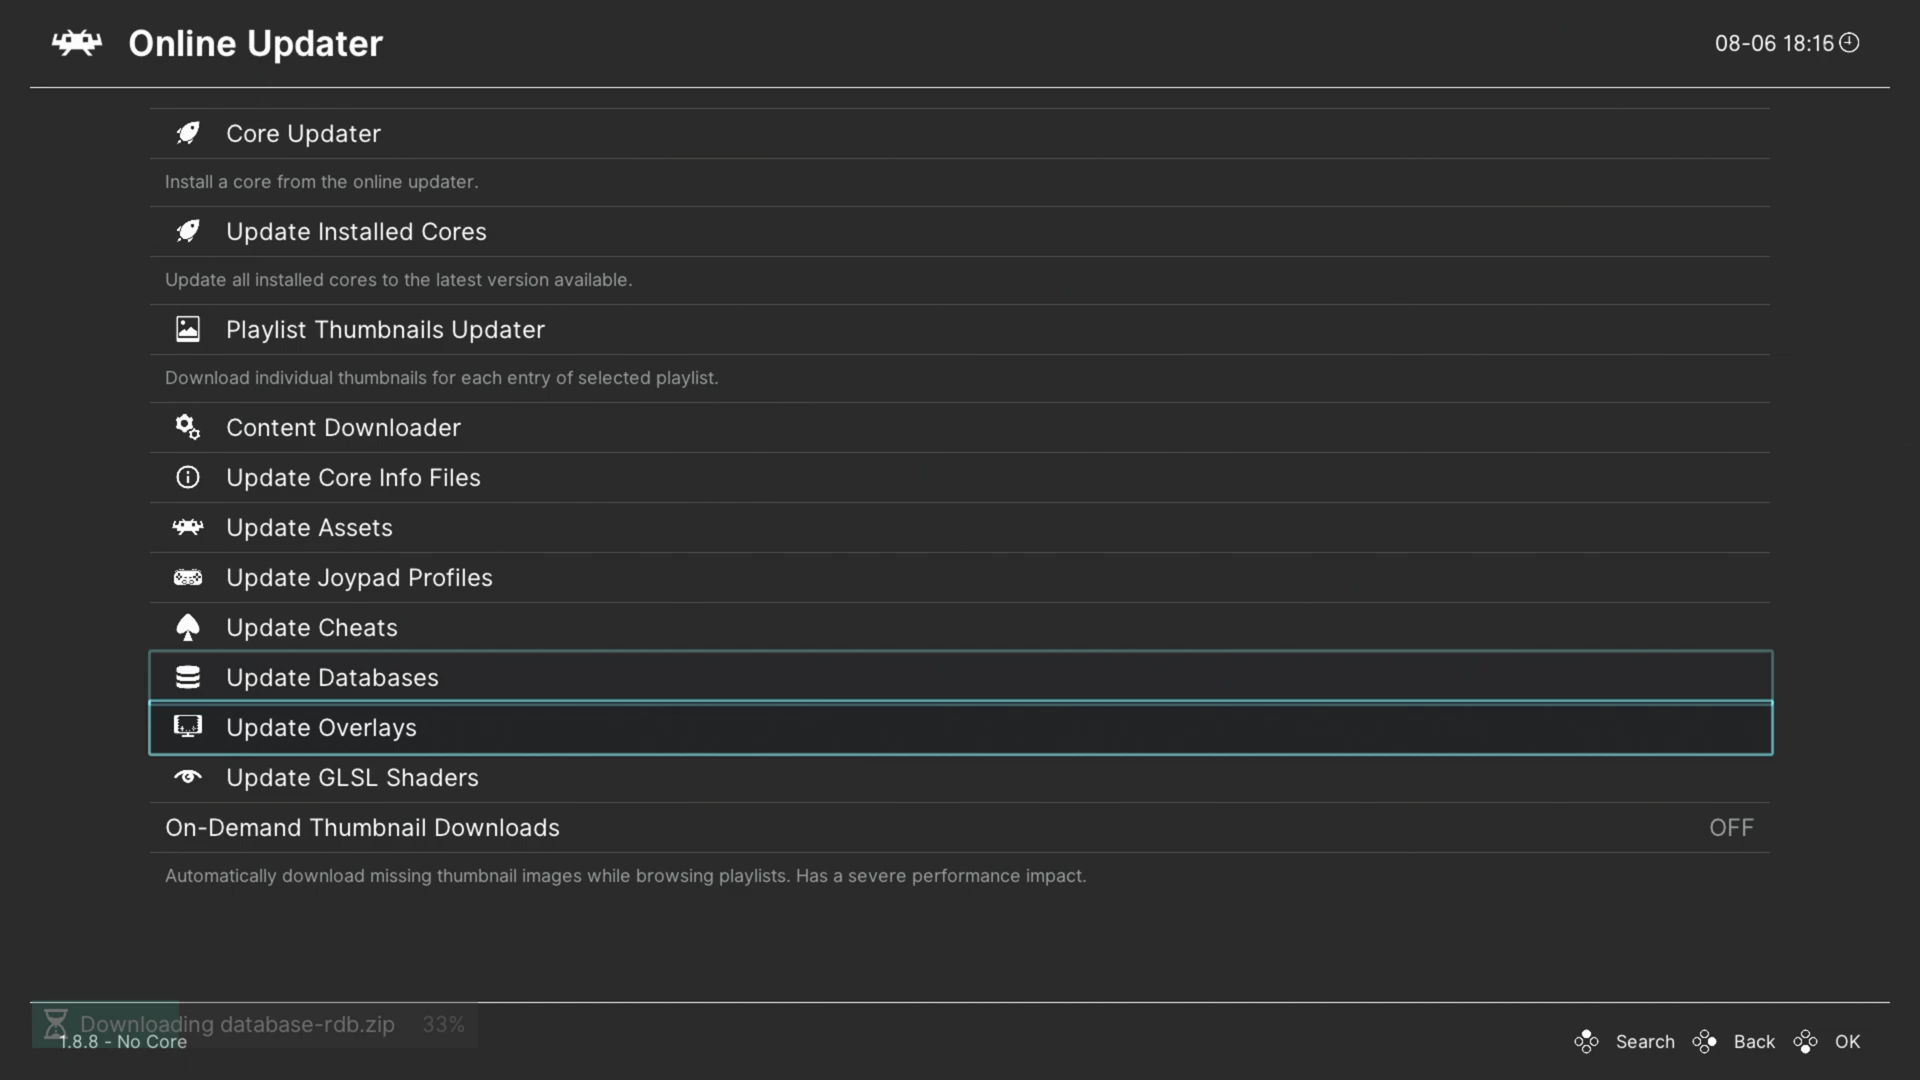 Online Updater
08-06 18:16
Core Updater
Install a core from the online updater.
Update Installed Cores
Update all installed cores to the latest version available.
Playlist Thumbnails Updater
Download individual thumbnails for each entry of selected playlist.
Content Downloader
Update Core Info Files
Update Assets
Update Joypad Profiles
Update Cheats
Update Databases
Update Overlays
Update GLSL Shaders
On-Demand Thumbnail Downloads OFF
Automatically download missing thumbnail images while browsing playlists. Has a severe performance impact.
Downloading database-rdb.zip 33%
1.8.8 - No Core
Search Back OK